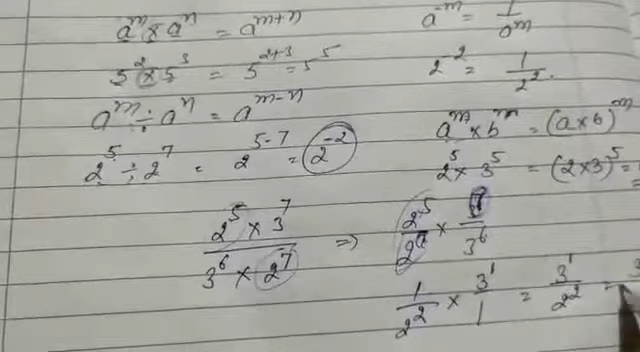 a^m × a^n = a^{m+n}
5^2 × 5^3 = 5^{2+3} = 5^5
a^m ÷ a^n = a^{m-n}
2^5 ÷ 2^7 = 2^{5-7} = 2^{-2}
a^{-m} = 1/a^m
2^{-2} = 1/2^2.
a^m × b^m = (a×b)^m
2^5 × 3^5 = (2×3)^5 =
(2^5 × 3^7)/(3^6 × 2^7) ⇒ 2^5/2^7 × 3^7/3^6
1/2^2 × 3^1/1 = 3^1/2^2 = 3